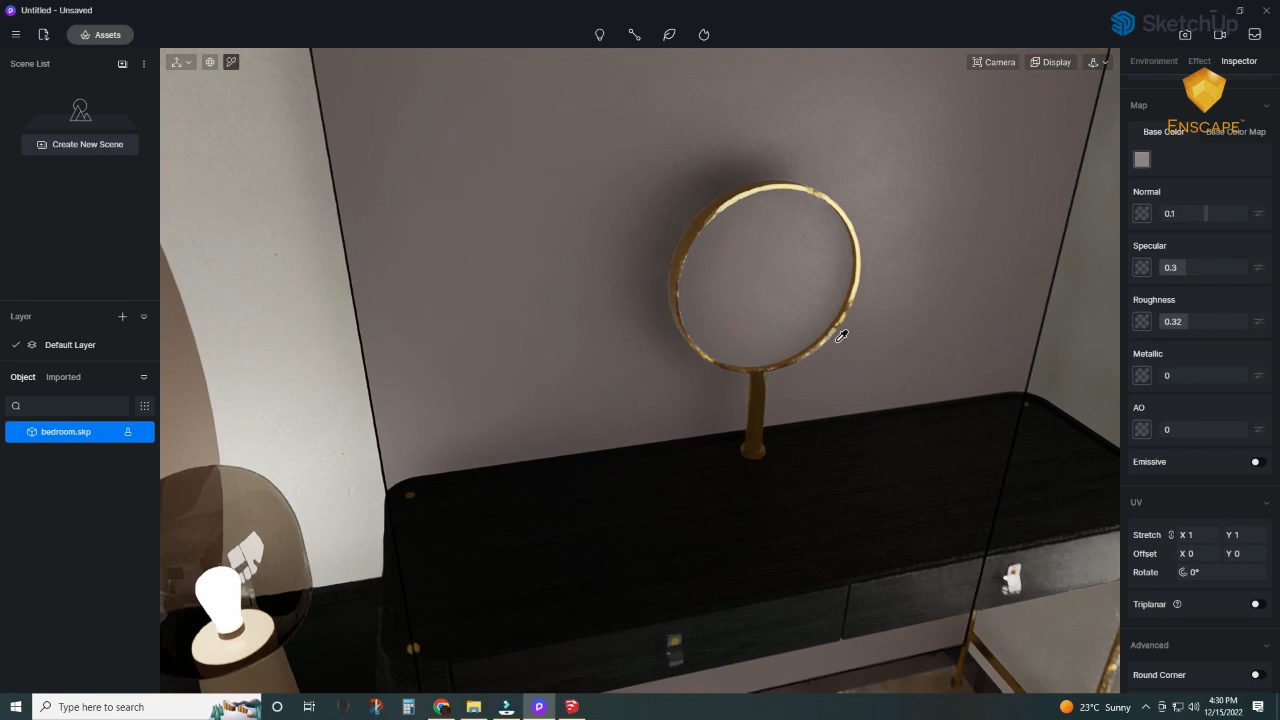 Untitled - Unsaved
SketchUp
Assets
Scene List
Camera
Display
Environment
Effect
Inspector
Create New Scene
Map
ENSCAPE™
Base Color
Base Color Map
Normal
0.1
Specular
0.3
Roughness
0.32
Layer
Default Layer
Metallic
0
Object
Imported
AO
0
bedroom.skp
Emissive
UV
Stretch
X 1
Y 1
Offset
X 0
Y 0
Rotate
0°
Triplanar
Advanced
Round Corner
Type here to search
23°C Sunny
4:30 PM
12/15/2022